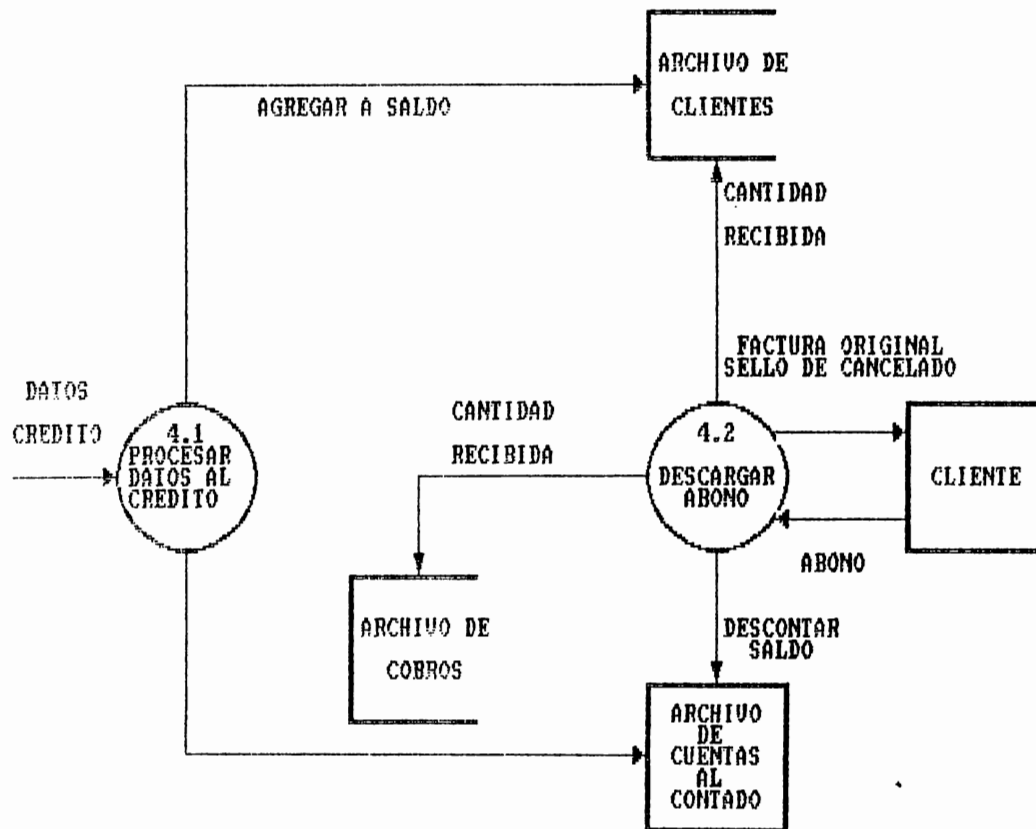 ARCHIVO DE
CLIENTES
AGREGAR A SALDO
CANTIDAD
RECIBIDA
FACTURA ORIGINAL
SELLO DE CANCELADO
DATOS
CREDITO
4.1
PROCESAR
DATOS AL
CREDITO
CANTIDAD
RECIBIDA
4.2
DESCARGAR
ABONO
CLIENTE
ABONO
ARCHIVO DE
COBROS
DESCONTAR
SALDO
ARCHIVO
DE
CUENTAS
AL
CONTADO